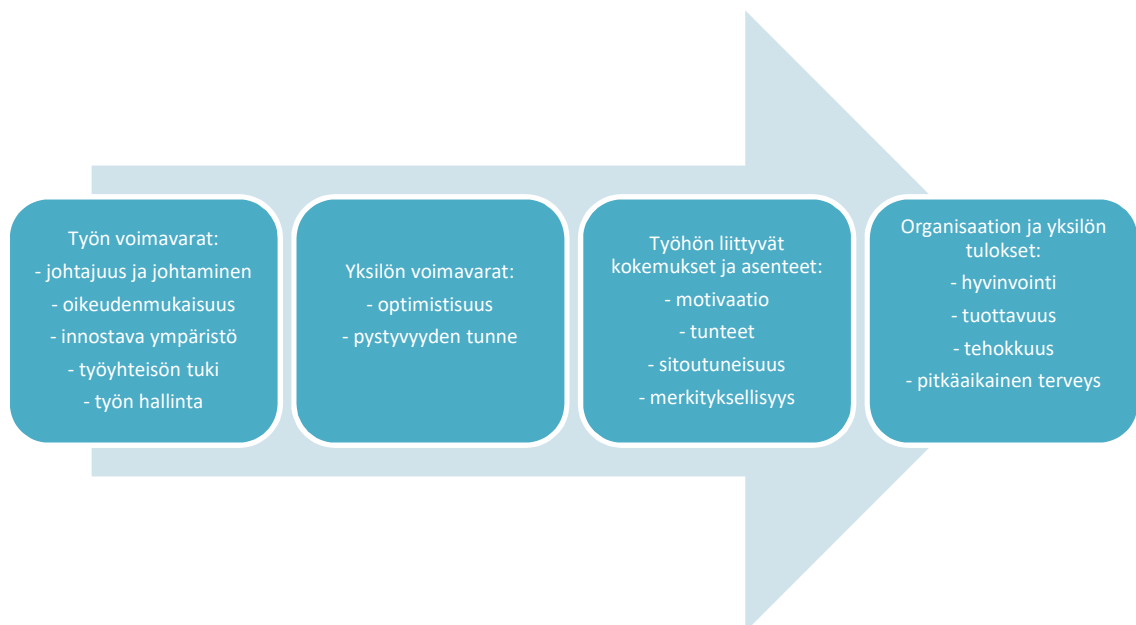 Työn voimavarat:
- johtajuus ja johtaminen
- oikeudenmukaisuus
- innostava ympäristö
- työyhteisön tuki
- työn hallinta
Yksilön voimavarat:
- optimistisuus
- pystyvyyden tunne
Työhön liittyvät
kokemukset ja asenteet:
- motivaatio
- tunteet
- sitoutuneisuus
- merkityksellisyys
Organisaation ja yksilön
tulokset:
- hyvinvointi
- tuottavuus
- tehokkuus
- pitkäaikainen terveys